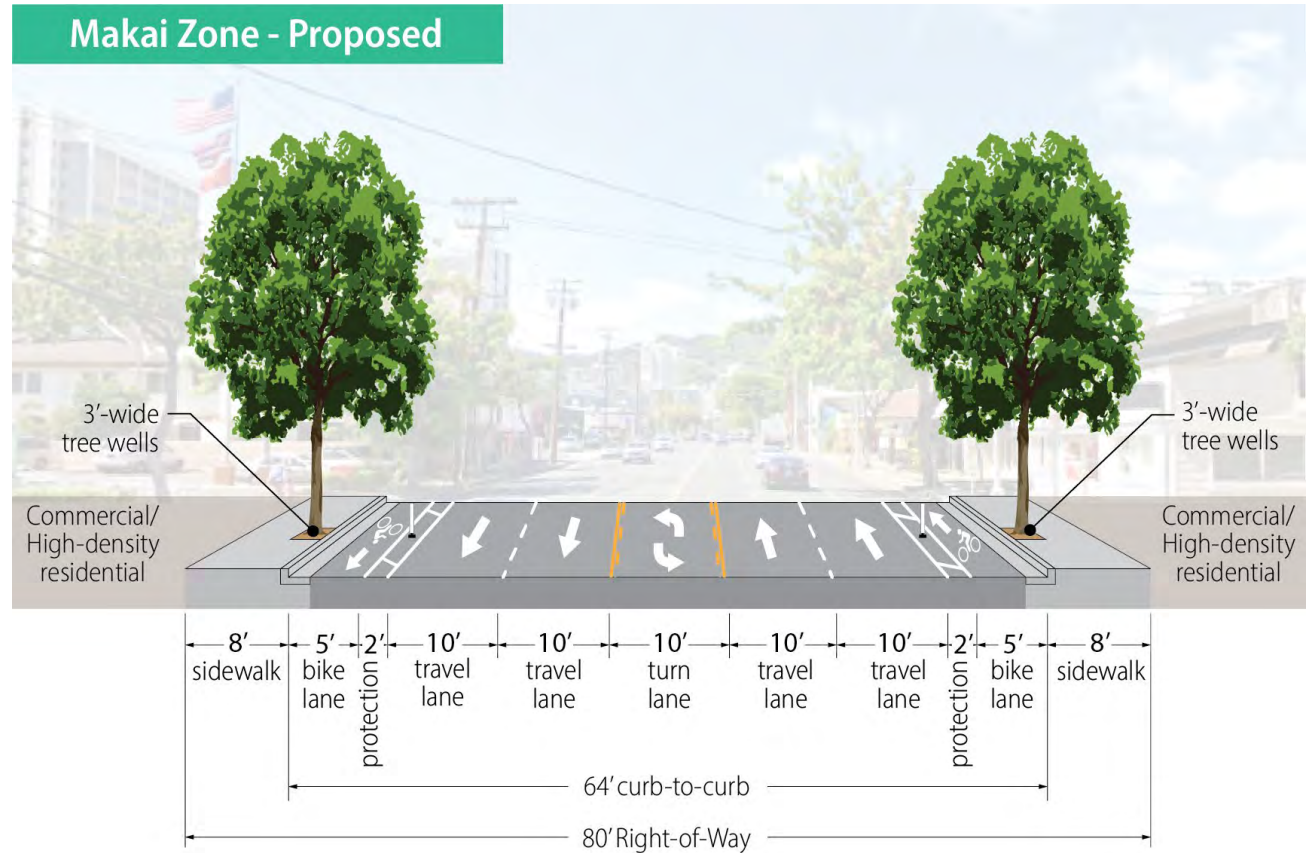 Makai Zone - Proposed
3’-wide
tree wells
3’-wide
tree wells
Commercial/
High-density
residential
Commercial/
High-density
residential
8’
sidewalk
5’
bike
lane
2’
protection
10’
travel
lane
10’
travel
lane
10’
turn
lane
10’
travel
lane
10’
travel
lane
2’
protection
5’
bike
lane
8’
sidewalk
64’ curb-to-curb
80’ Right-of-Way